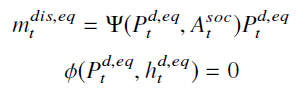 m_t^{dis,eq} = Ψ(P_t^{d,eq}, A_t^{soc})P_t^{d,eq}
ϕ(P_t^{d,eq}, h_t^{d,eq}) = 0